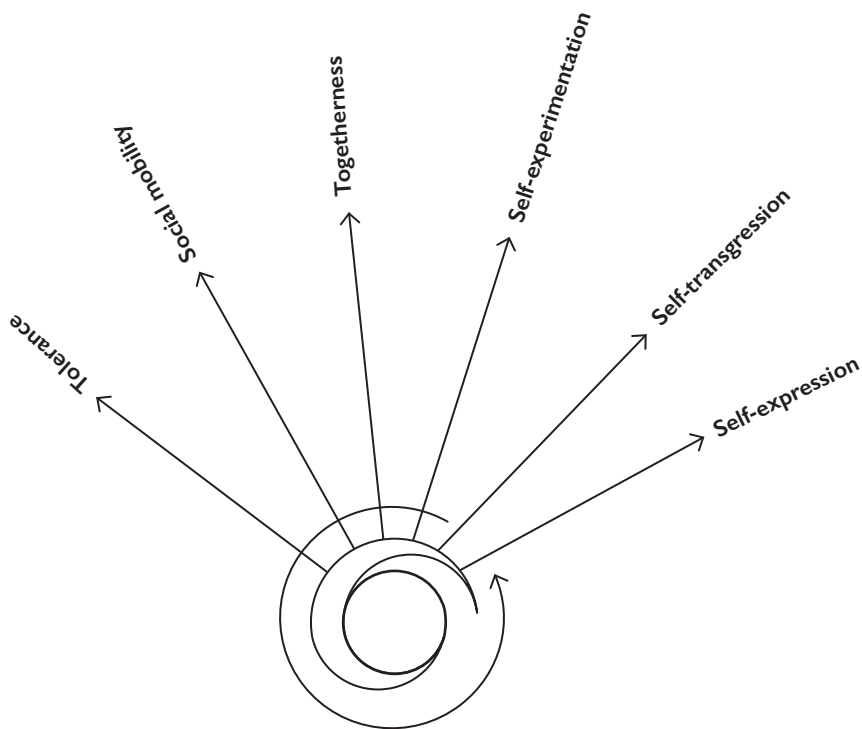 Tolerance
Social mobility
Togetherness
Self-experimentation
Self-transgression
Self-expression